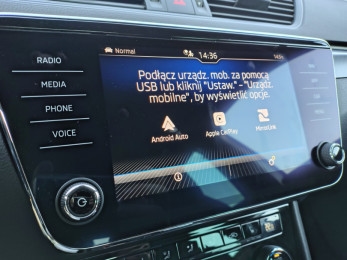 RADIO
MEDIA
PHONE
VOICE
Normal
14:36
Podłącz urządz. mob. za pomocą
USB lub kliknij "Ustaw." - "Urządz.
mobilne", by wyświetlić opcje.
Android Auto
Apple CarPlay
MirrorLink